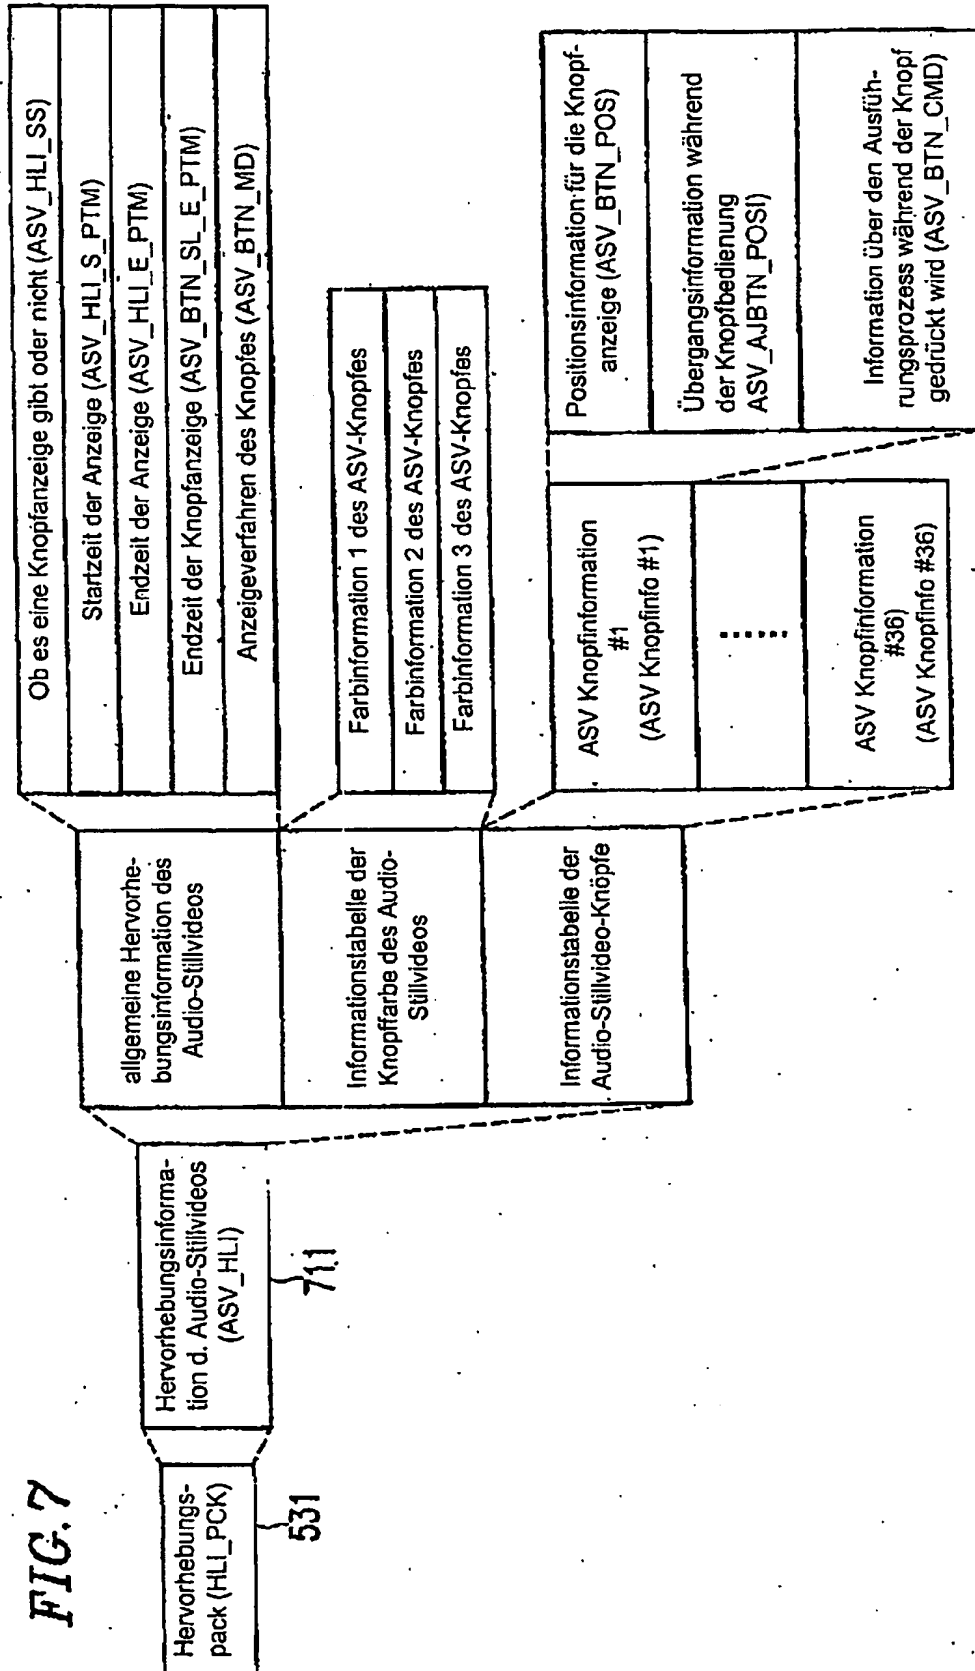 FIG. 7
Hervorhebungs-
pack (HLI_PCK)
531
Hervorhebungsinforma-
tion d. Audio-Stillvideos
(ASV_HLI)
711
allgemeine Hervorhe-
bungsinformation des
Audio-Stillvideos
Informationstabelle der
Knopffarbe des Audio-
Stillvideos
Informationstabelle der
Audio-Stillvideo-Knöpfe
Ob es eine Knopfanzeige gibt oder nicht (ASV_HLI_SS)
Startzeit der Anzeige (ASV_HLI_S_PTM)
Endzeit der Anzeige (ASV_HLI_E_PTM)
Endzeit der Knopfanzeige (ASV_BTN_SL_E_PTM)
Anzeigeverfahren des Knopfes (ASV_BTN_MD)
Farbinformation 1 des ASV-Knopfes
Farbinformation 2 des ASV-Knopfes
Farbinformation 3 des ASV-Knopfes
ASV Knopfinformation
#1
(ASV Knopfinfo #1)
......
ASV Knopfinformation
#36)
(ASV Knopfinfo #36)
Positionsinformation für die Knopf-
anzeige (ASV_BTN_POS)
Übergangsinformation während
der Knopfbedienung
ASV_AJBTN_POSI)
Information über den Ausfüh-
rungsprozess während der Knopf
gedrückt wird (ASV_BTN_CMD)